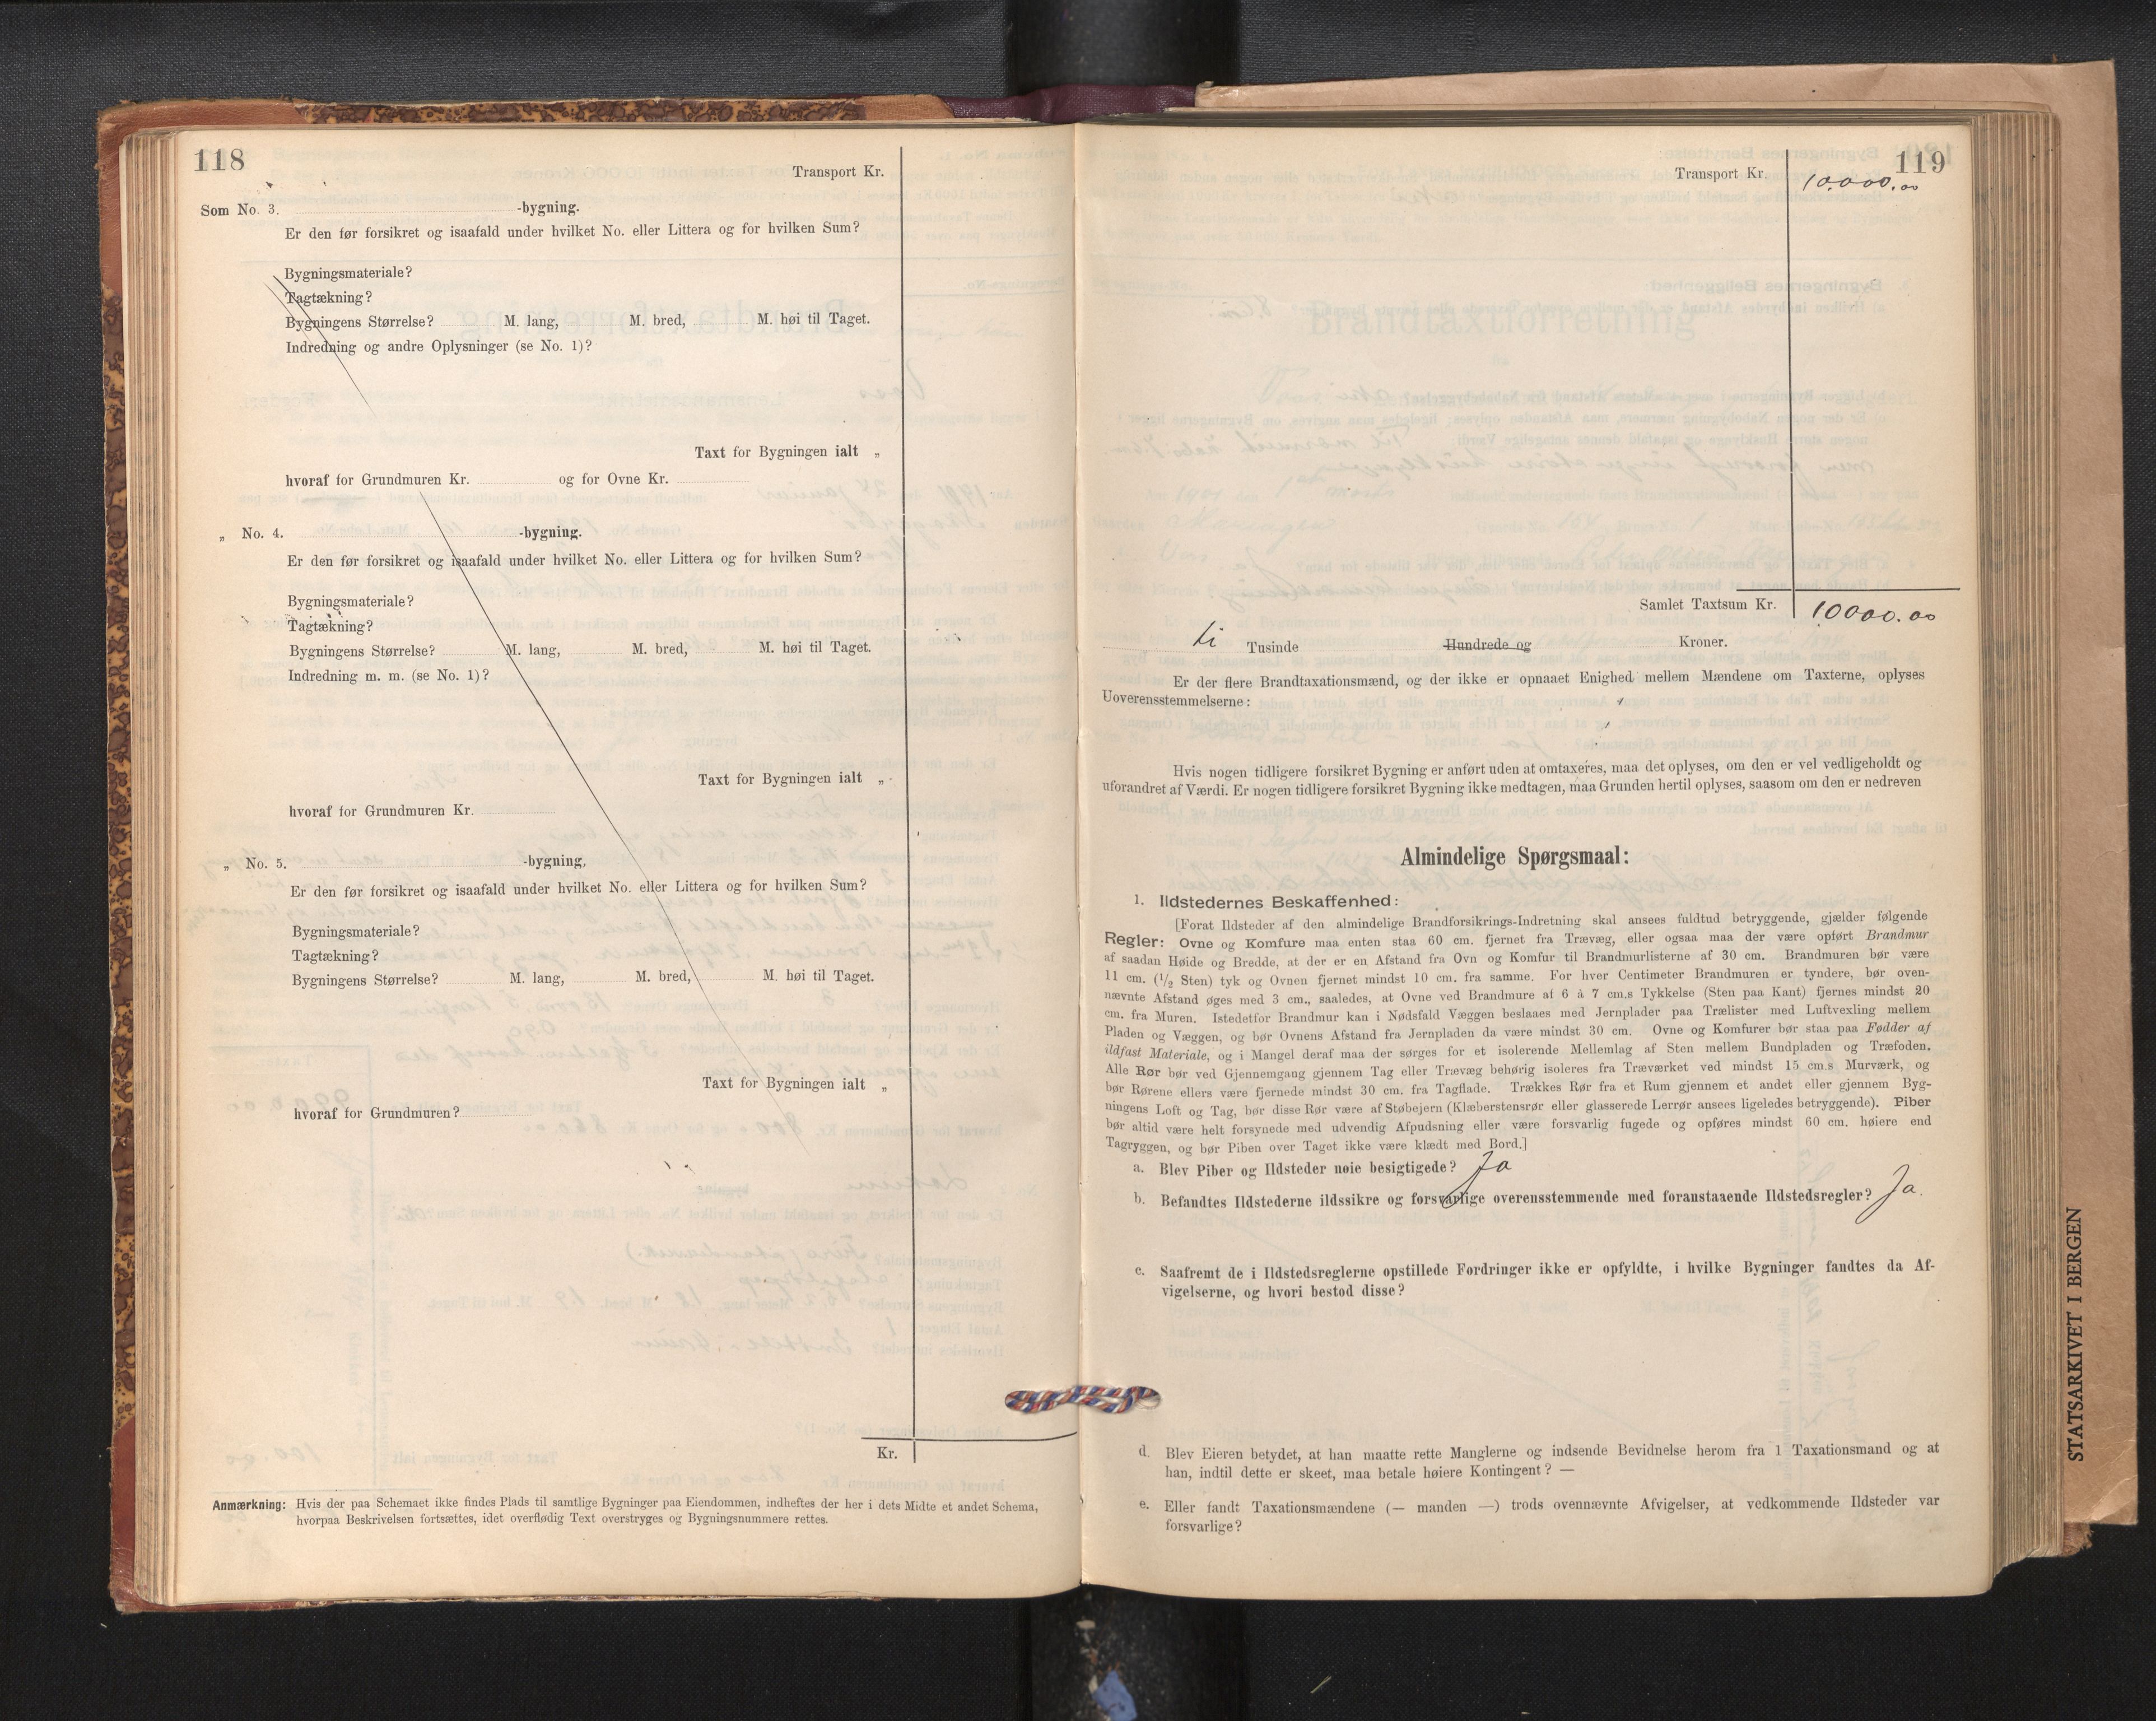 118
Transport Kr.
Som No. 3. -bygning.
Er den før forsikret og isaafald under hvilket No. eller Littera og for hvilken Sum?
Bygningsmateriale?
Tagtækning?
Bygningens Størrelse? M. lang, M. bred, M. høi til Taget.
Indredning og andre Oplysninger (se No. 1)?
Taxt for Bygningen ialt „
hvoraf for Grundmuren Kr. og for Ovne Kr.
„ No. 4. -bygning.
Er den før forsikret og isaafald under hvilket No. eller Littera og for hvilken Sum?
Bygningsmateriale?
Tagtækning?
Bygningens Størrelse? M. lang, M. bred, M. høi til Taget.
Indredning m. m. (se No. 1)?
Taxt for Bygningen ialt „
hvoraf for Grundmuren Kr.
„ No. 5. -bygning,
Er den før forsikret og isaafald under hvilket No. eller Littera og for hvilken Sum?
Bygningsmateriale?
Tagtækning?
Bygningens Størrelse? M. lang, M. bred, M. høi til Taget.
Taxt for Bygningen ialt „
hvoraf for Grundmuren?
Kr.
Anmærkning: Hvis der paa Schemaet ikke findes Plads til samtlige Bygninger paa Eiendommen, indheftes der her i dets Midte et andet Schema,
hvorpaa Beskrivelsen fortsættes, idet overflødig Text overstryges og Bygningsnummere rettes.
119
Transport Kr. 10.000.00
Samlet Taxtsum Kr. 10000.00
ti Tusinde Hundrede og Kroner.
Er der flere Brandtaxationsmænd, og der ikke er opnaaet Enighed mellem Mændene om Taxterne, oplyses
Uoverensstemmelserne:
Hvis nogen tidligere forsikret Bygning er anført uden at omtaxeres, maa det oplyses, om den er vel vedligeholdt og
uforandret af Værdi. Er nogen tidligere forsikret Bygning ikke medtagen, maa Grunden hertil oplyses, saasom om den er nedreven
Almindelige Spørgsmaal:
1. Ildstedernes Beskaffenhed:
[Forat Ildsteder af den almindelige Brandforsikrings-Indretning skal ansees fuldtud betryggende, gjælder følgende
Regler: Ovne og Komfure maa enten staa 60 cm. fjernet fra Trævæg, eller ogsaa maa der være opført Brandmur
af saadan Høide og Bredde, at der er en Afstand fra Ovn og Komfur til Brandmurlisterne af 30 cm. Brandmuren bør være
11 cm. (1/2 Sten) tyk og Ovnen fjernet mindst 10 cm. fra samme. For hver Centimeter Brandmuren er tyndere, bør oven-
nævnte Afstand øges med 3 cm., saaledes, at Ovne ved Brandmure af 6 à 7 cm.s Tykkelse (Sten paa Kant) fjernes mindst 20
cm. fra Muren. Istedetfor Brandmur kan i Nødsfald Væggen beslaaes med Jernplader paa Trælister med Luftvexling mellem
Pladen og Væggen, og bør Ovnens Afstand fra Jernpladen da være mindst 30 cm. Ovne og Komfurer bør staa paa Fødder af
ildfast Materiale, og i Mangel deraf maa der sørges for et isolerende Mellemlag af Sten mellem Bundpladen og Træfoden.
Alle Rør bør ved Gjennemgang gjennem Tag eller Trævæg behørig isoleres fra Træværket ved mindst 15 cm.s Murværk, og
bør Rørene ellers være fjernede mindst 30 cm. fra Tagflade. Trækkes Rør fra et Rum gjennem et andet eller gjennem Byg-
ningens Loft og Tag, bør disse Rør være af Støbejern (Klæberstensrør eller glasserede Lerrør ansees ligeledes betryggende). Piber
bør altid være helt forsynede med udvendig Afpudsning eller være forsvarlig fugede og opføres mindst 60 cm. høiere end
Tagryggen, og bør Piben over Taget ikke være klædt med Bord.]
a. Blev Piber og Ildsteder nøie besigtigede? Ja
b. Befandtes Ildstederne ildssikre og forsvarlige overensstemmende med foranstaaende Ildstedsregler? Ja.
c. Saafremt de i Ildstedsreglerne opstillede Fordringer ikke er opfyldte, i hvilke Bygninger fandtes da Af-
vigelserne, og hvori bestod disse?
d. Blev Eieren betydet, at han maatte rette Manglerne og indsende Bevidnelse herom fra 1 Taxationsmand og at
han, indtil dette er skeet, maa betale høiere Kontingent? —
e. Eller fandt Taxationsmændene (— manden —) trods ovennævnte Afvigelser, at vedkommende Ildsteder var
forsvarlige?
STATSARKIVET I BERGEN